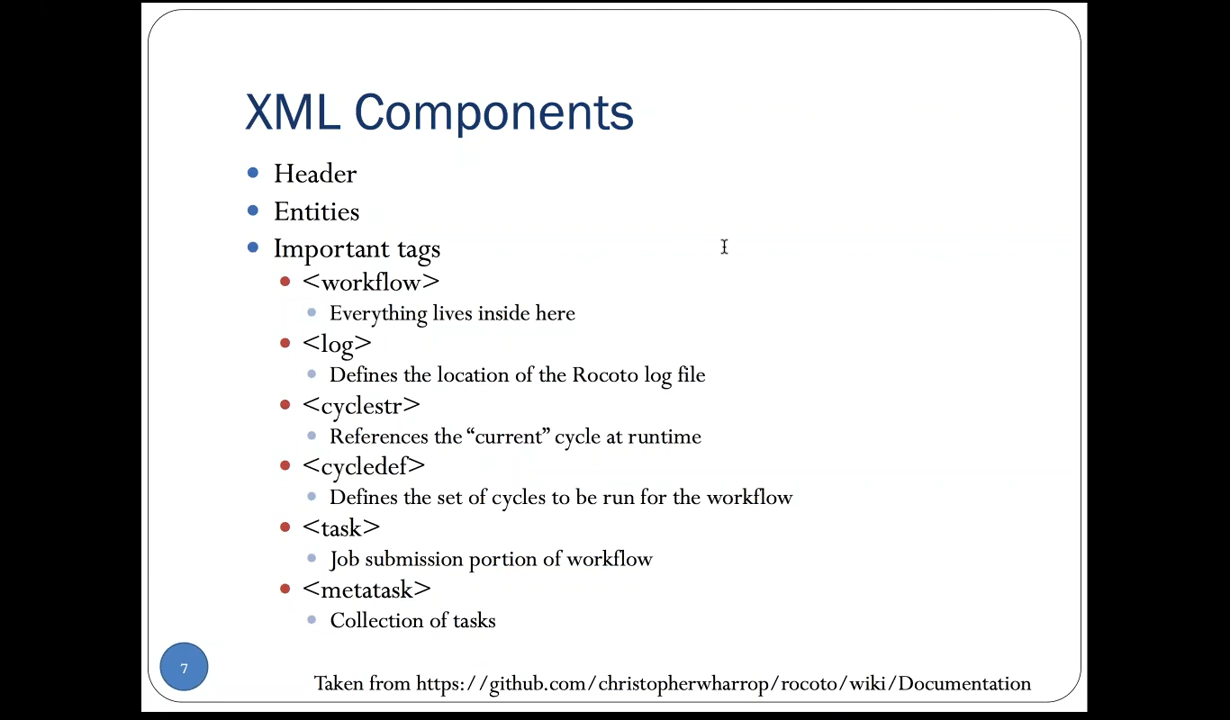 XML Components
Header
Entities
Important tags
<workflow>
Everything lives inside here
<log>
Defines the location of the Rocoto log file
<cyclestr>
References the “current” cycle at runtime
<cycledef>
Defines the set of cycles to be run for the workflow
<task>
Job submission portion of workflow
<metatask>
Collection of tasks
7
Taken from https://github.com/christopherwharrop/rocoto/wiki/Documentation